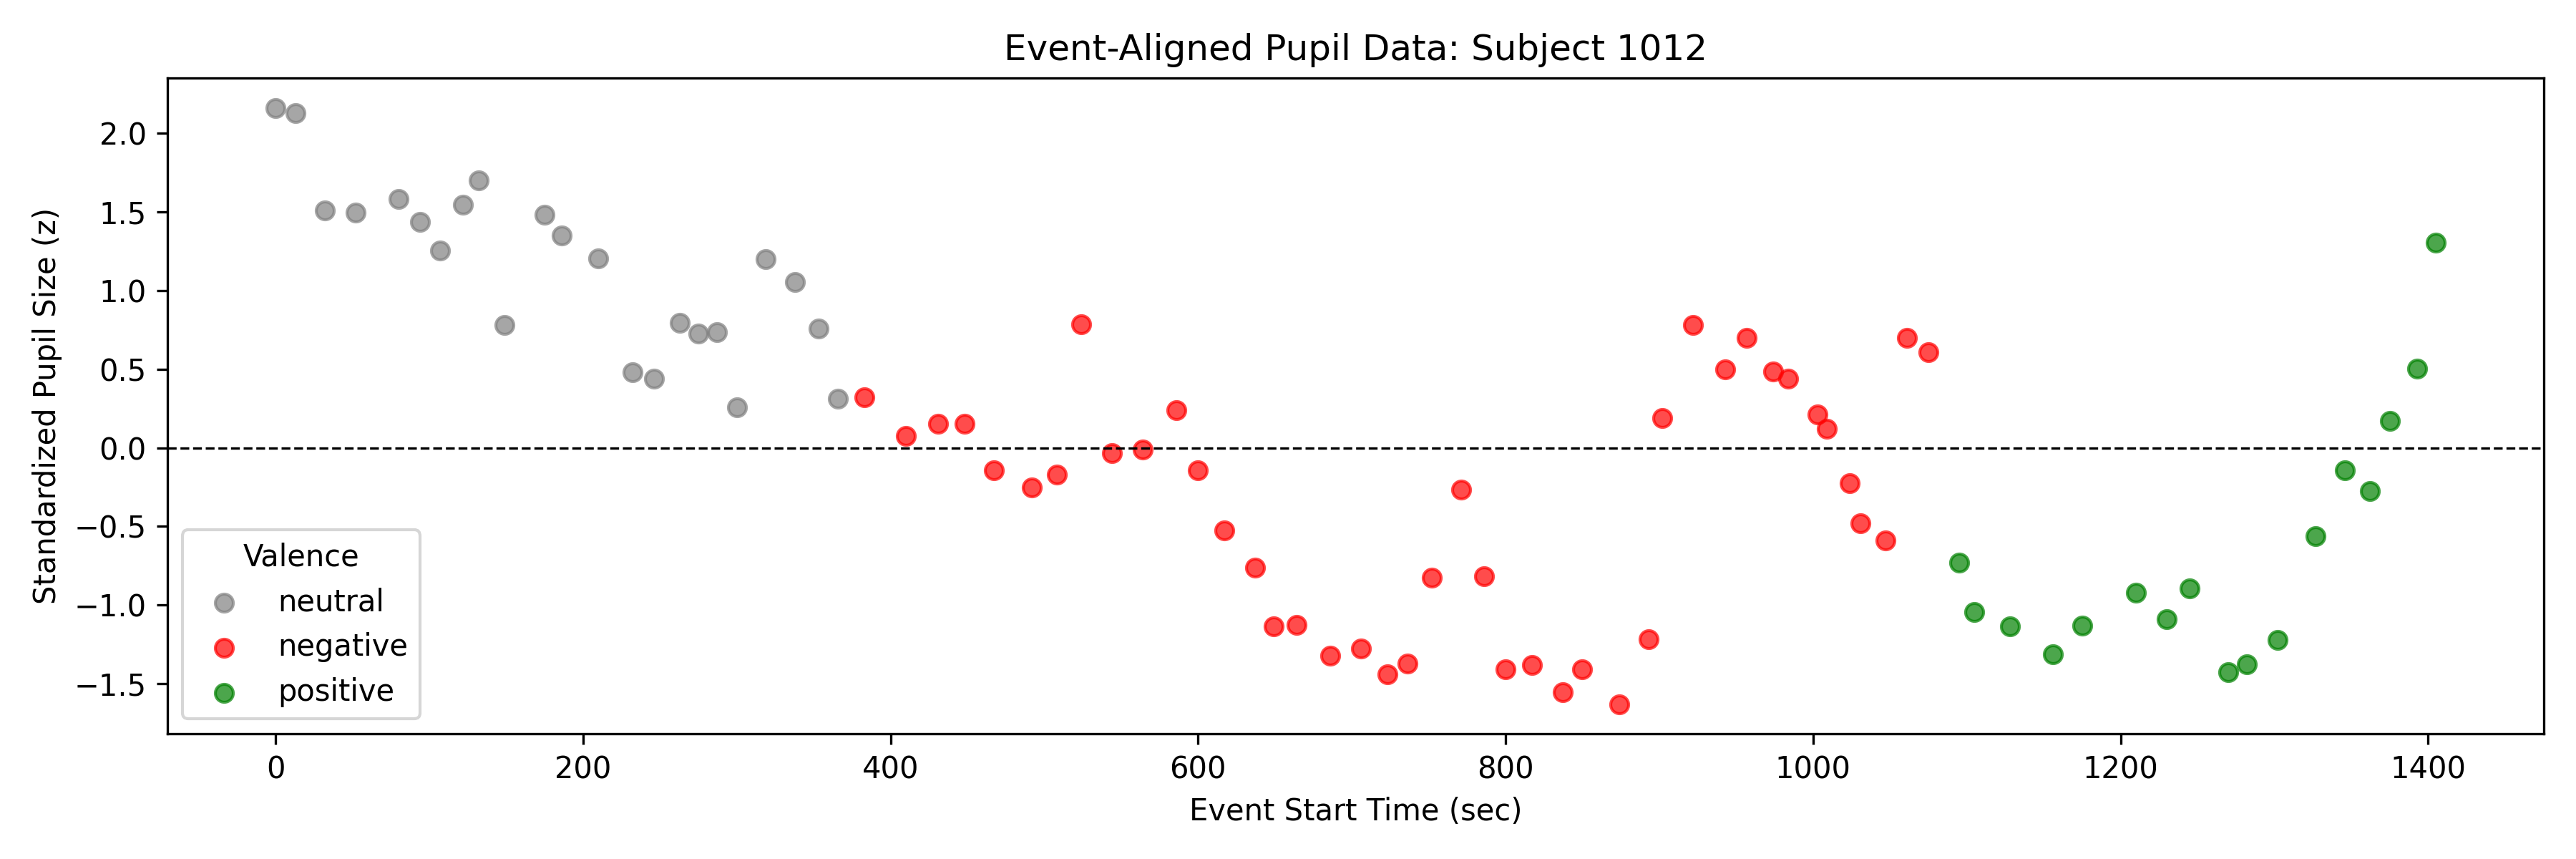 Event-Aligned Pupil Data: Subject 1012
Standardized Pupil Size (z)
2.0
1.5
1.0
0.5
0.0
−0.5
−1.0
−1.5
Valence
neutral
negative
positive
0 200 400 600 800 1000 1200 1400
Event Start Time (sec)